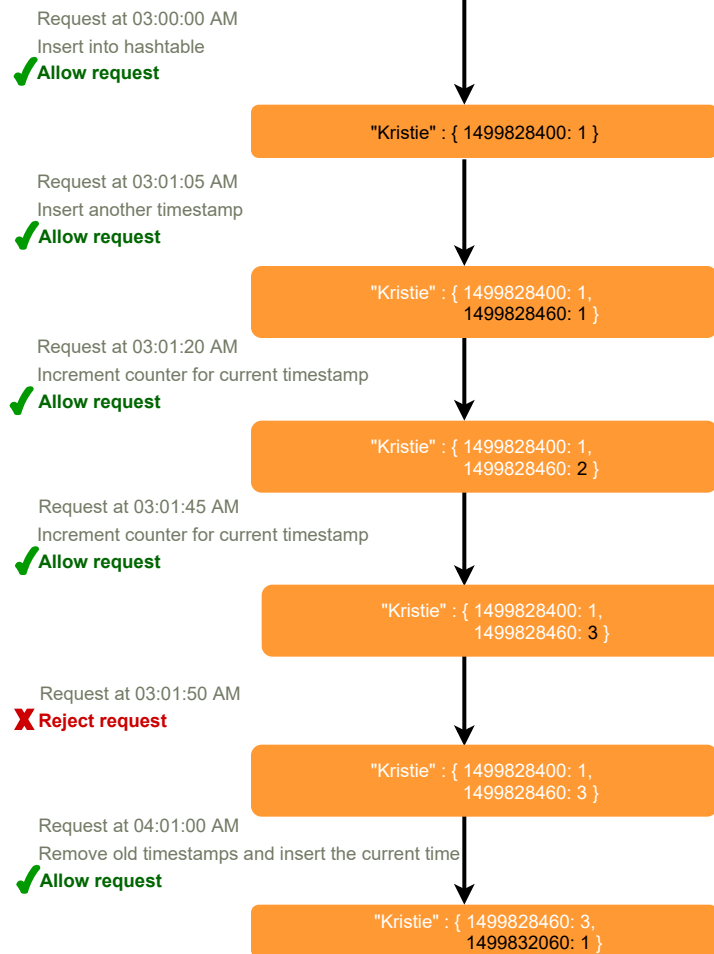 Request at 03:00:00 AM
Insert into hashtable
Allow request
"Kristie" : { 1499828400: 1 }
Request at 03:01:05 AM
Insert another timestamp
Allow request
"Kristie" : { 1499828400: 1,
1499828460: 1 }
Request at 03:01:20 AM
Increment counter for current timestamp
Allow request
"Kristie" : { 1499828400: 1,
1499828460: 2 }
Request at 03:01:45 AM
Increment counter for current timestamp
Allow request
"Kristie" : { 1499828400: 1,
1499828460: 3 }
Request at 03:01:50 AM
Reject request
"Kristie" : { 1499828400: 1,
1499828460: 3 }
Request at 04:01:00 AM
Remove old timestamps and insert the current time
Allow request
"Kristie" : { 1499828460: 3,
1499832060: 1 }